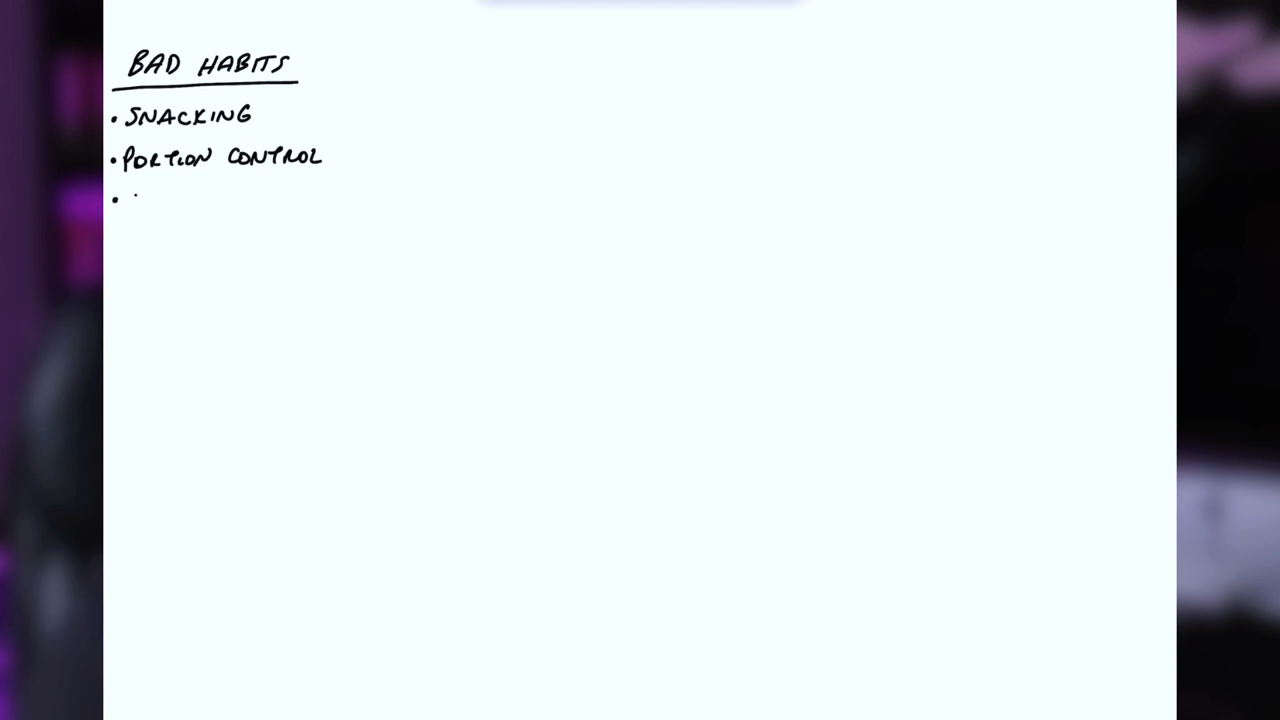 BAD HABITS
• SNACKING
• PORTION CONTROL
•